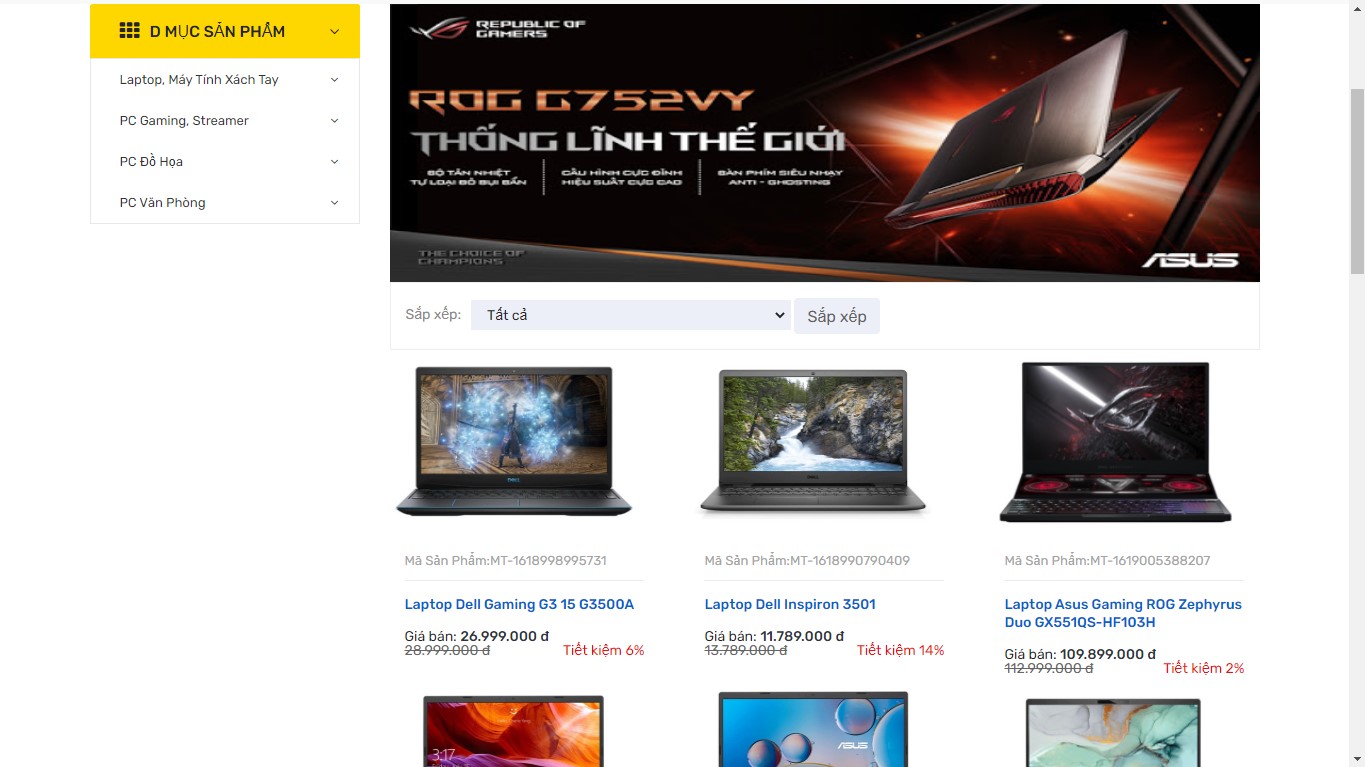 D MỤC SẢN PHẨM
Laptop, Máy Tính Xách Tay
PC Gaming, Streamer
PC Đồ Họa
PC Văn Phòng
REPUBLIC OF
GAMERS
ROG G752VY
THỐNG LĨNH THẾ GIỚI
BỘ TẢN NHIỆT
TỰ LOẠI BỎ BỤI BẨN
CẤU HÌNH CỰC ĐỈNH
HIỆU SUẤT CỰC CAO
BÀN PHÍM SIÊU NHẠY
ANTI - GHOSTING
THE CHOICE OF
CHAMPIONS
ASUS
Sắp xếp:
Tất cả
Sắp xếp
DELL
Mã Sản Phẩm:MT-1618998995731
Laptop Dell Gaming G3 15 G3500A
Giá bán: 26.999.000 đ
28.999.000 đ
Tiết kiệm 6%
Mã Sản Phẩm:MT-1618990790409
Laptop Dell Inspiron 3501
Giá bán: 11.789.000 đ
13.789.000 đ
Tiết kiệm 14%
Mã Sản Phẩm:MT-1619005388207
Laptop Asus Gaming ROG Zephyrus
Duo GX551QS-HF103H
Giá bán: 109.899.000 đ
112.999.000 đ
Tiết kiệm 2%
3:17
ASUS